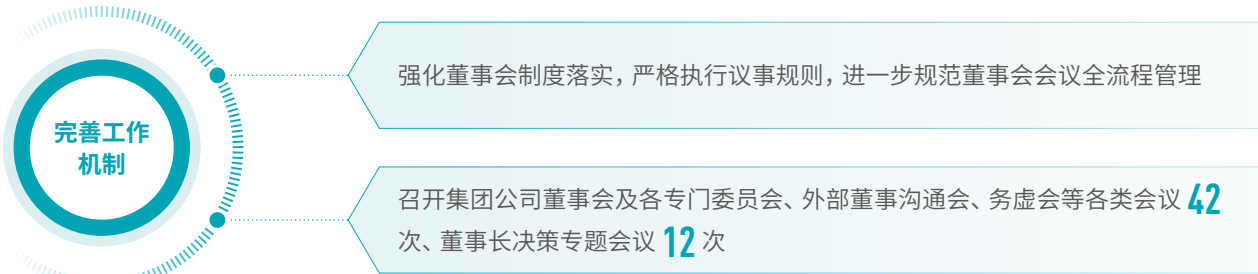 完善工作
机制
强化董事会制度落实，严格执行议事规则，进一步规范董事会会议全流程管理
召开集团公司董事会及各专门委员会、外部董事沟通会、务虚会等各类会议 42
次、董事长决策专题会议 12 次